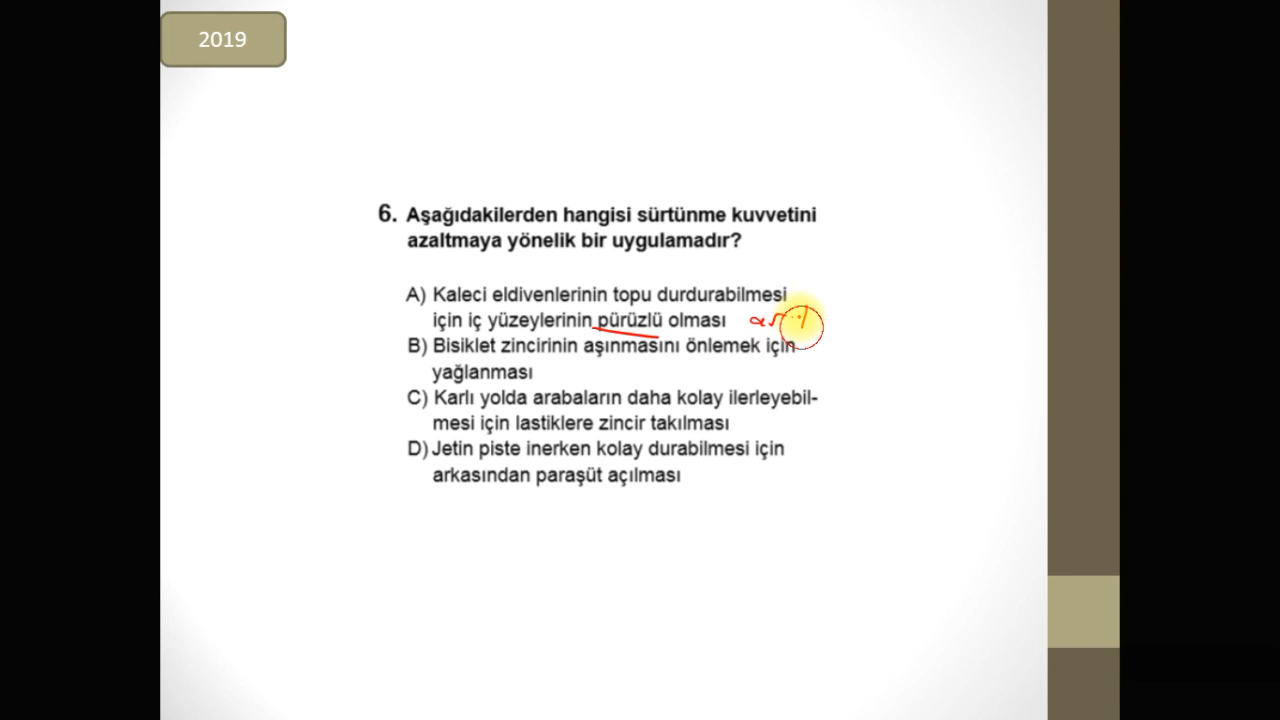 2019
6. Aşağıdakilerden hangisi sürtünme kuvvetini
azaltmaya yönelik bir uygulamadır?
A) Kaleci eldivenlerinin topu durdurabilmesi
için iç yüzeylerinin pürüzlü olması
B) Bisiklet zincirinin aşınmasını önlemek için
yağlanması
C) Karlı yolda arabaların daha kolay ilerleyebil-
mesi için lastiklere zincir takılması
D) Jetin piste inerken kolay durabilmesi için
arkasından paraşüt açılması